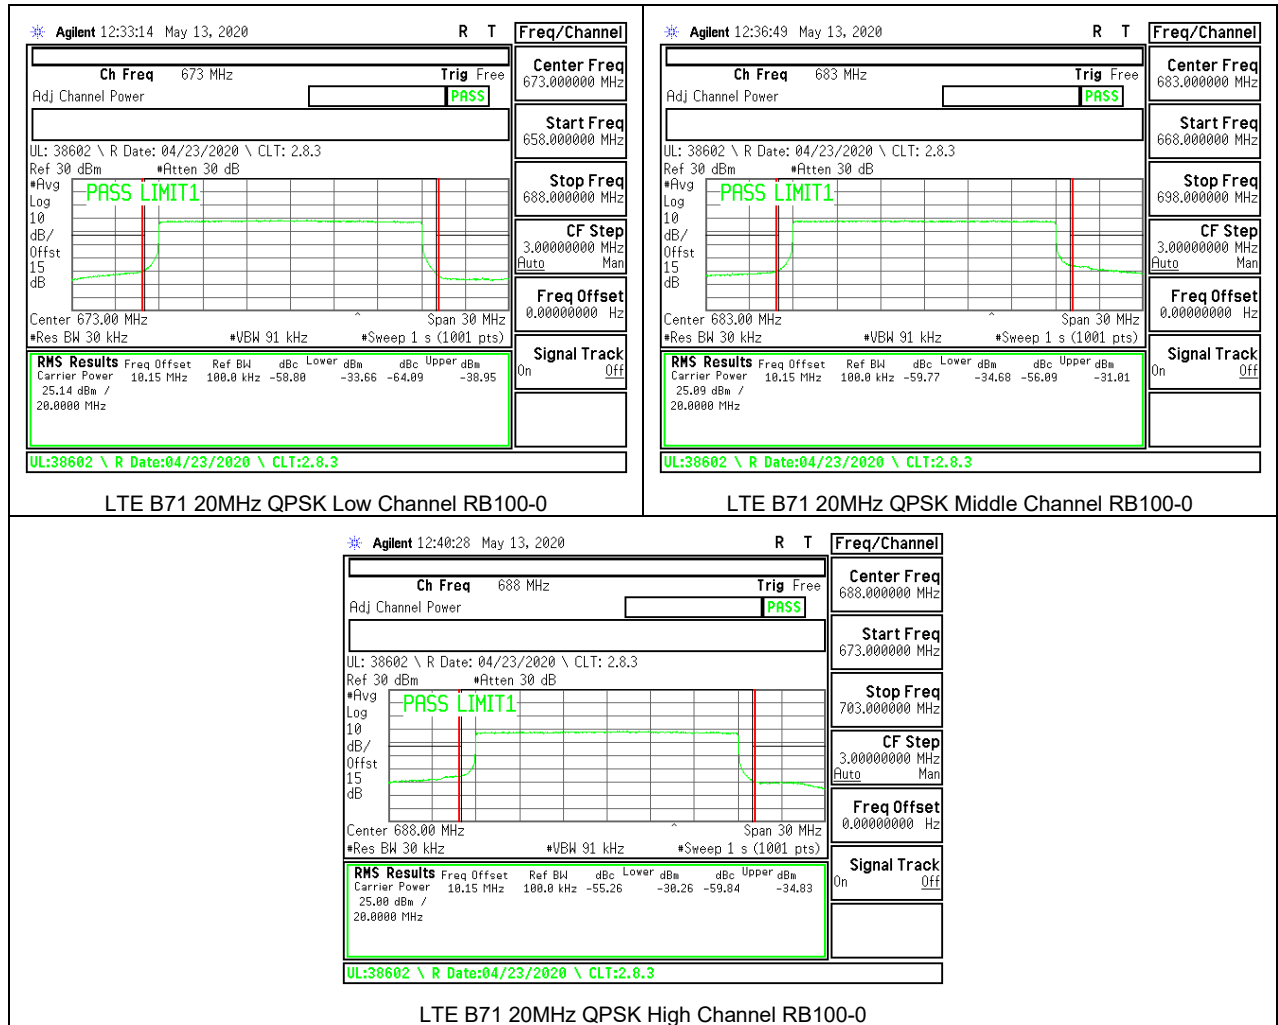 Agilent 12:33:14 May 13, 2020 R T Freq/Channel
Ch Freq 673 MHz Trig Free
Adj Channel Power PASS
UL: 38602 \ R Date: 04/23/2020 \ CLT: 2.8.3
Ref 30 dBm #Atten 30 dB
#Avg
Log
10
dB/
Offst
15
dB
PASS LIMIT1
Center 673.00 MHz Span 30 MHz
#Res BW 30 kHz #VBW 91 kHz #Sweep 1 s (1001 pts)
RMS Results Freq Offset Ref BW dBc Lower dBm dBc Upper dBm
Carrier Power 10.15 MHz 100.0 kHz -58.80 -33.66 -64.09 -38.95
25.14 dBm /
20.0000 MHz
UL:38602 \ R Date:04/23/2020 \ CLT:2.8.3
Center Freq
673.000000 MHz
Start Freq
658.000000 MHz
Stop Freq
688.000000 MHz
CF Step
3.00000000 MHz
Auto Man
Freq Offset
0.00000000 Hz
Signal Track
On Off
LTE B71 20MHz QPSK Low Channel RB100-0
Agilent 12:36:49 May 13, 2020 R T Freq/Channel
Ch Freq 683 MHz Trig Free
Adj Channel Power PASS
UL: 38602 \ R Date: 04/23/2020 \ CLT: 2.8.3
Ref 30 dBm #Atten 30 dB
#Avg
Log
10
dB/
Offst
15
dB
PASS LIMIT1
Center 683.00 MHz Span 30 MHz
#Res BW 30 kHz #VBW 91 kHz #Sweep 1 s (1001 pts)
RMS Results Freq Offset Ref BW dBc Lower dBm dBc Upper dBm
Carrier Power 10.15 MHz 100.0 kHz -59.77 -34.68 -56.09 -31.01
25.09 dBm /
20.0000 MHz
UL:38602 \ R Date:04/23/2020 \ CLT:2.8.3
Center Freq
683.000000 MHz
Start Freq
668.000000 MHz
Stop Freq
698.000000 MHz
CF Step
3.00000000 MHz
Auto Man
Freq Offset
0.00000000 Hz
Signal Track
On Off
LTE B71 20MHz QPSK Middle Channel RB100-0
Agilent 12:40:28 May 13, 2020 R T Freq/Channel
Ch Freq 688 MHz Trig Free
Adj Channel Power PASS
UL: 38602 \ R Date: 04/23/2020 \ CLT: 2.8.3
Ref 30 dBm #Atten 30 dB
#Avg
Log
10
dB/
Offst
15
dB
PASS LIMIT1
Center 688.00 MHz Span 30 MHz
#Res BW 30 kHz #VBW 91 kHz #Sweep 1 s (1001 pts)
RMS Results Freq Offset Ref BW dBc Lower dBm dBc Upper dBm
Carrier Power 10.15 MHz 100.0 kHz -55.26 -30.26 -59.84 -34.83
25.00 dBm /
20.0000 MHz
UL:38602 \ R Date:04/23/2020 \ CLT:2.8.3
Center Freq
688.000000 MHz
Start Freq
673.000000 MHz
Stop Freq
703.000000 MHz
CF Step
3.00000000 MHz
Auto Man
Freq Offset
0.00000000 Hz
Signal Track
On Off
LTE B71 20MHz QPSK High Channel RB100-0